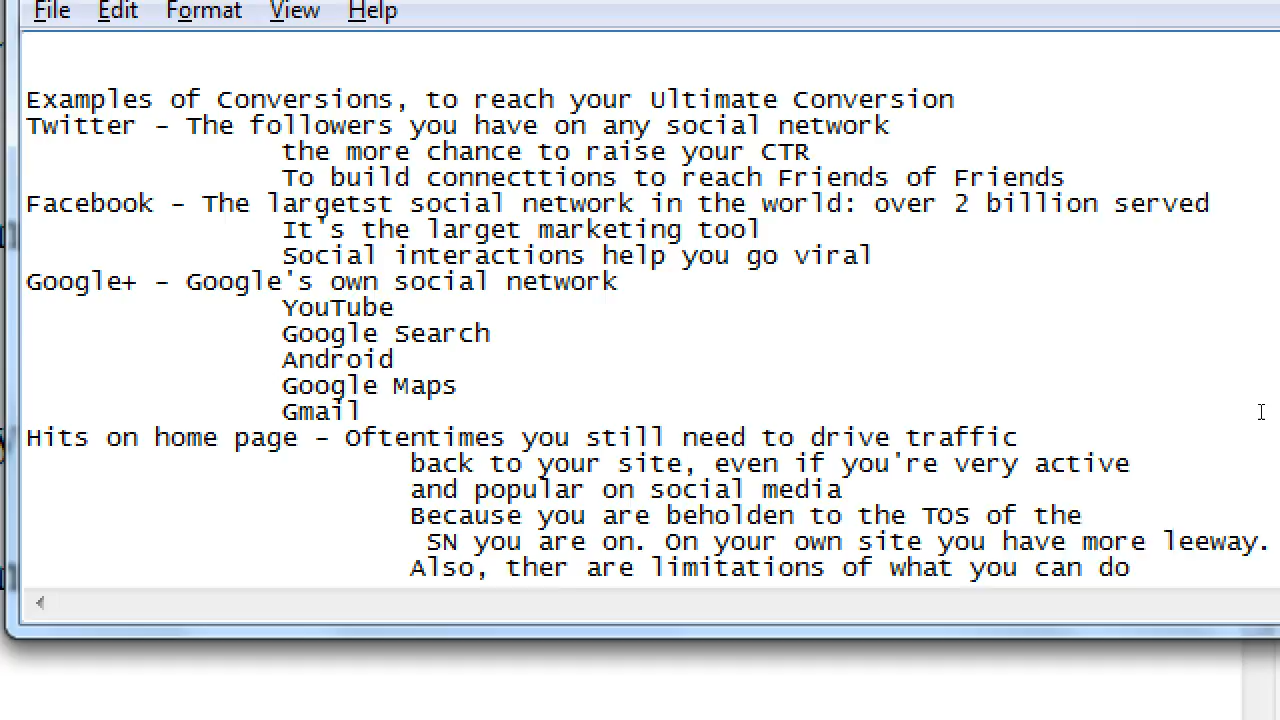 File Edit Format View Help
Examples of Conversions, to reach your Ultimate Conversion
Twitter - The followers you have on any social network
the more chance to raise your CTR
To build connecttions to reach Friends of Friends
Facebook - The largetst social network in the world: over 2 billion served
It's the larget marketing tool
Social interactions help you go viral
Google+ - Google's own social network
YouTube
Google Search
Android
Google Maps
Gmail
Hits on home page - Oftentimes you still need to drive traffic
back to your site, even if you're very active
and popular on social media
Because you are beholden to the TOS of the
SN you are on. On your own site you have more leeway.
Also, ther are limitations of what you can do